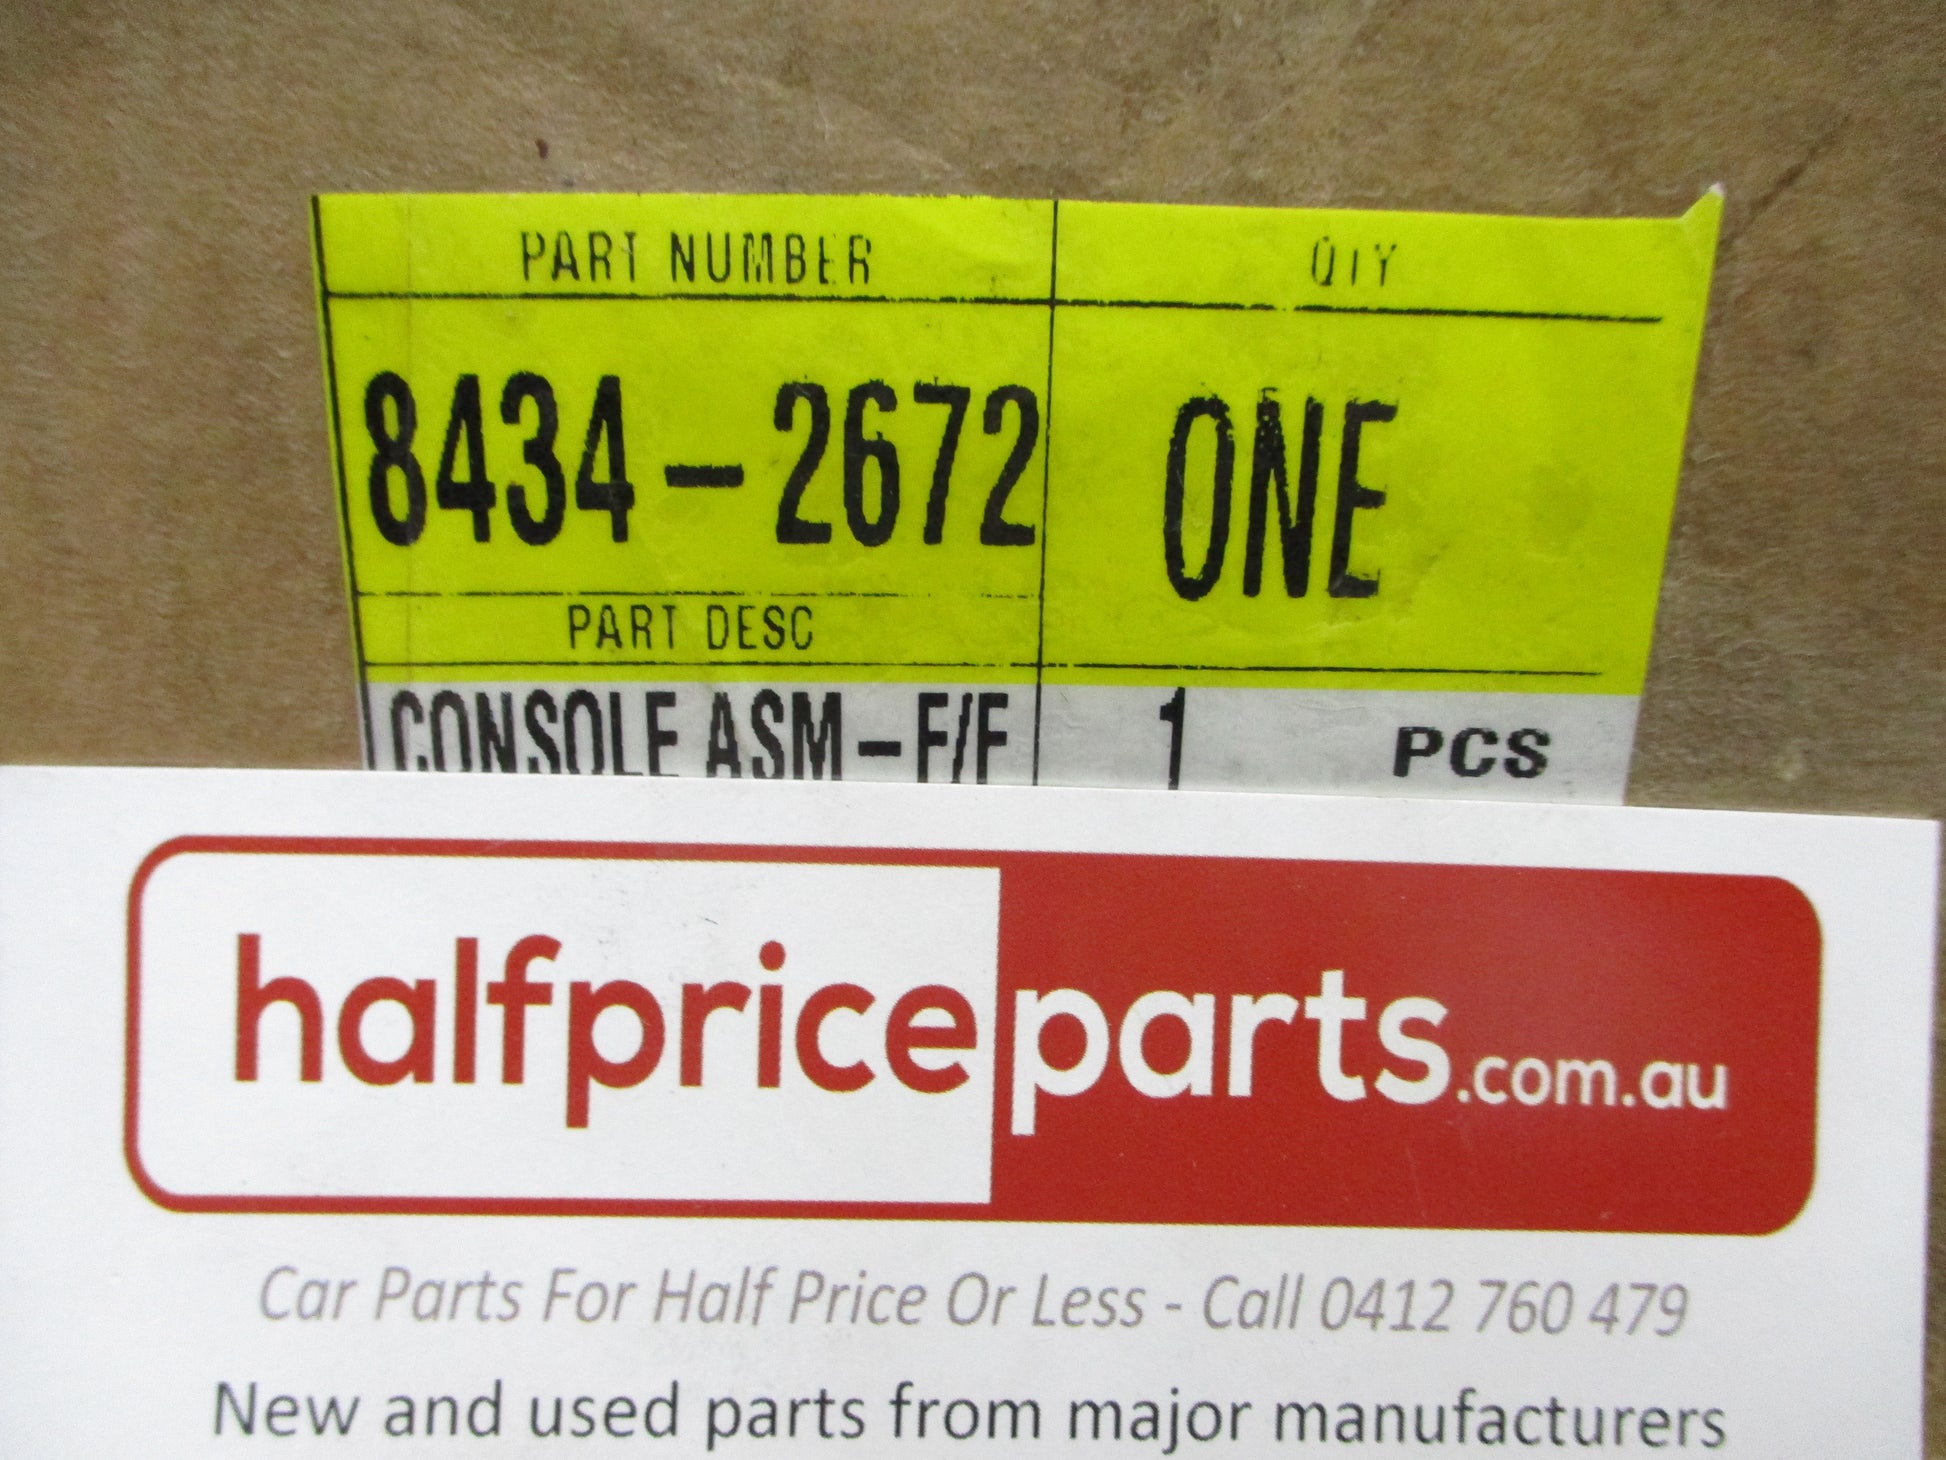 PART NUMBER QTY
8434-2672 ONE
PART DESC
CONSOLE ASM-F/F 1 PCS
halfpriceparts.com.au
Car Parts For Half Price Or Less - Call 0412 760 479
New and used parts from major manufacturers